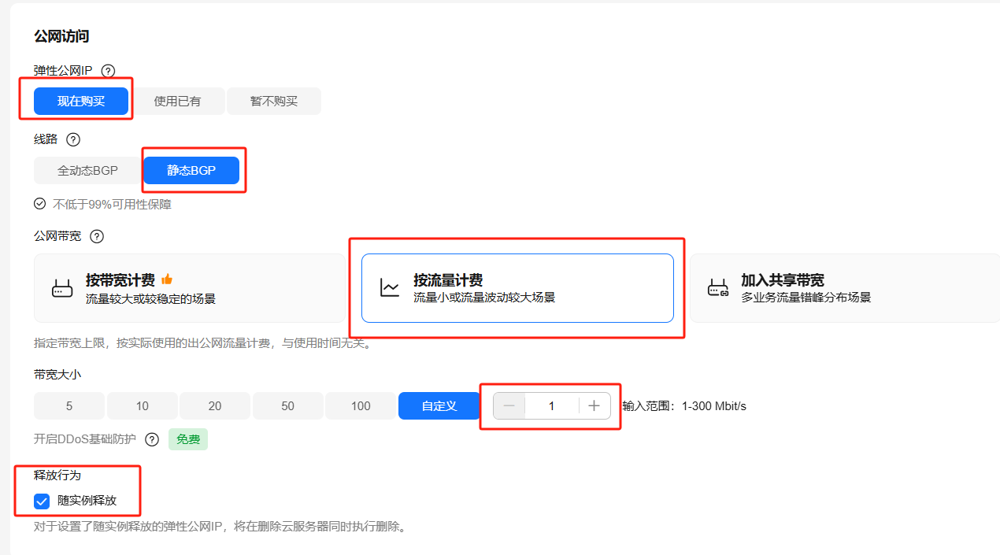 公网访问
弹性公网IP ?
现在购买 使用已有 暂不购买
线路 ?
全动态BGP 静态BGP
不低于99%可用性保障
公网带宽 ?
按带宽计费 按流量计费 加入共享带宽
流量较大或较稳定的场景 流量小或流量波动较大场景 多业务流量错峰分布场景
指定带宽上限，按实际使用的出公网流量计费，与使用时间无关。
带宽大小
5 10 20 50 100 自定义 — 1 + 输入范围：1-300 Mbit/s
开启DDoS基础防护 ? 免费
释放行为
随实例释放
对于设置了随实例释放的弹性公网IP，将在删除云服务器同时执行删除。